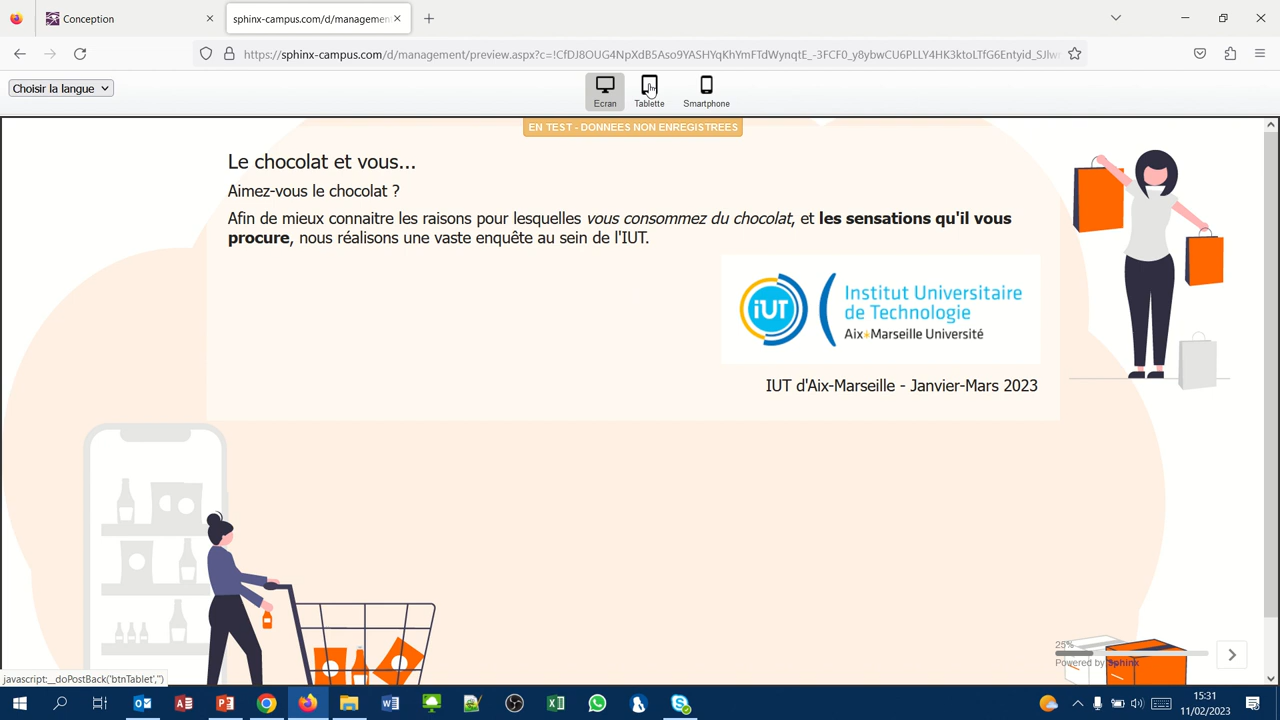 Conception
sphinx-campus.com/d/managemen
https://sphinx-campus.com/d/management/preview.aspx?c=
Choisir la langue
Ecran
Tablette
Smartphone
EN TEST - DONNEES NON ENREGISTREES
Le chocolat et vous...
Aimez-vous le chocolat ?
Afin de mieux connaitre les raisons pour lesquelles vous consommez du chocolat, et les sensations qu'il vous
procure, nous réalisons une vaste enquête au sein de l'IUT.
iUT
Institut Universitaire
de Technologie
Aix*Marseille Université
IUT d'Aix-Marseille - Janvier-Mars 2023
25%
Powered by Sphinx
javascript:__doPostBack('btnTablet','')
15:31
11/02/2023